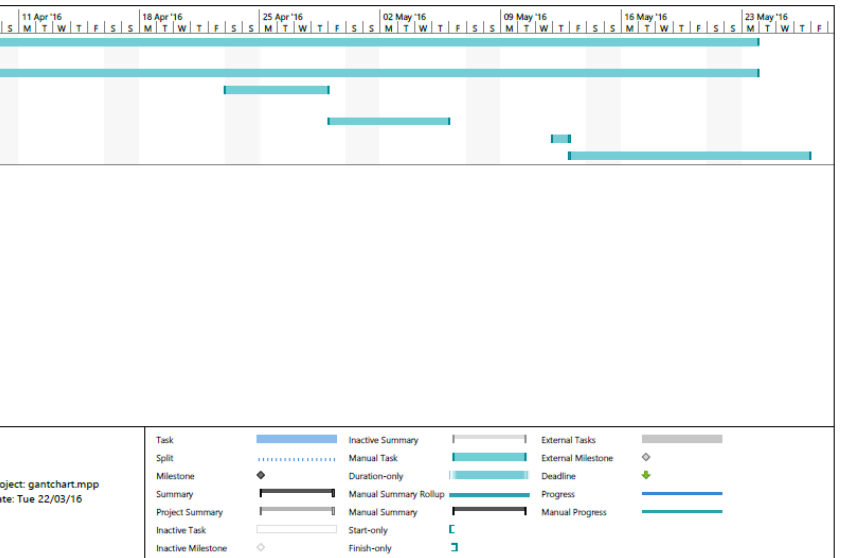 11 Apr '16 18 Apr '16 25 Apr '16 02 May '16 09 May '16 16 May '16 23 May '16
S M T W T F S S M T W T F S S M T W T F S S M T W T F S S M T W T F S S M T W T F S S M T W T F
Task Inactive Summary External Tasks
Split Manual Task External Milestone
Milestone Duration-only Deadline
oject: gantchart.mpp
Summary Manual Summary Rollup Progress
ate: Tue 22/03/16
Project Summary Manual Summary Manual Progress
Inactive Task Start-only
Inactive Milestone Finish-only